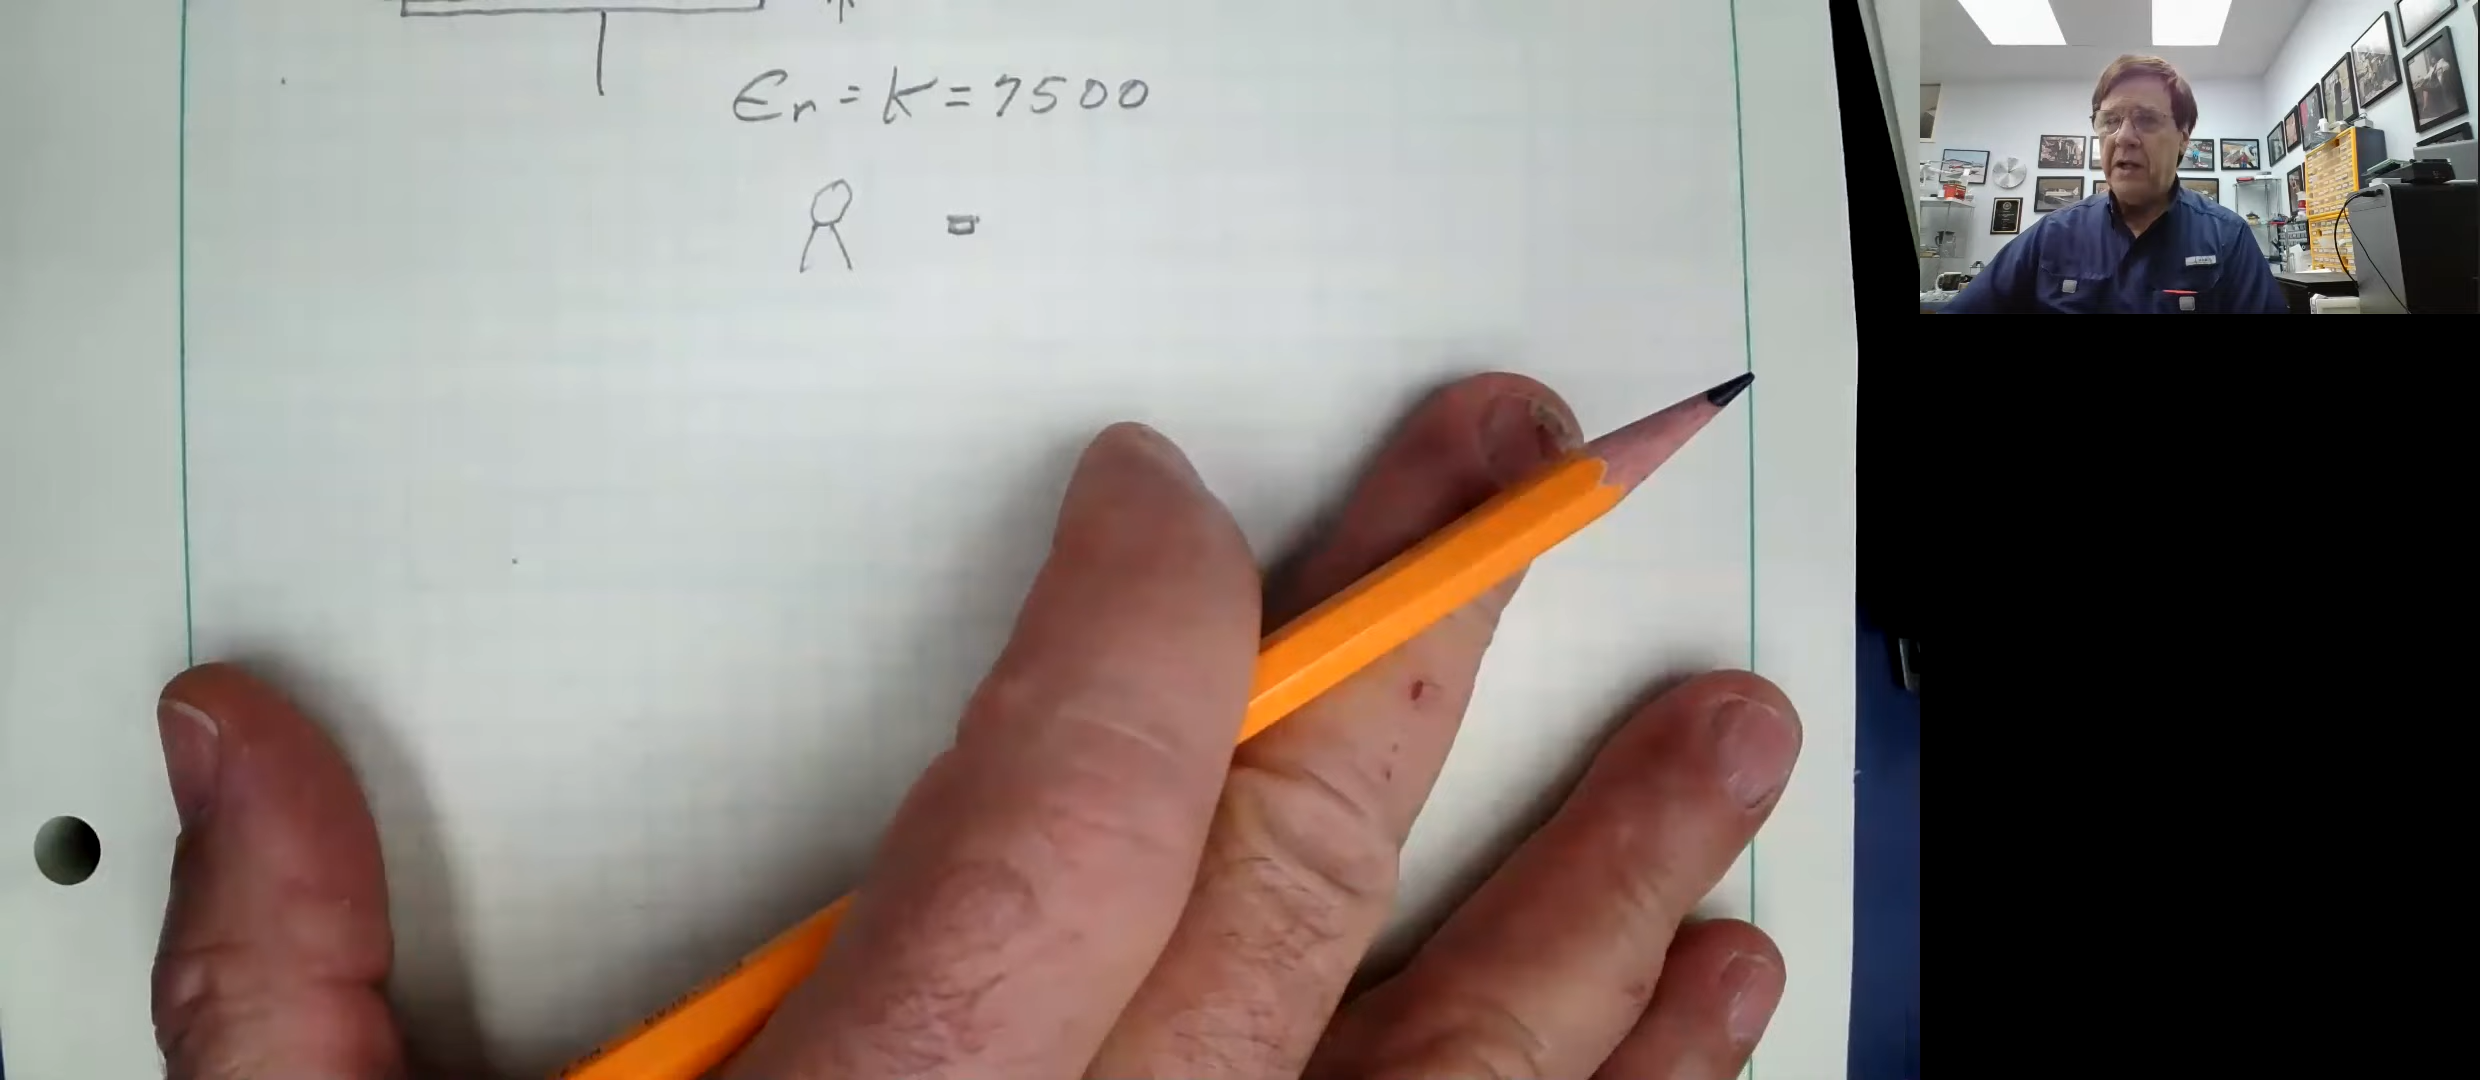 εr = K = 7500
=